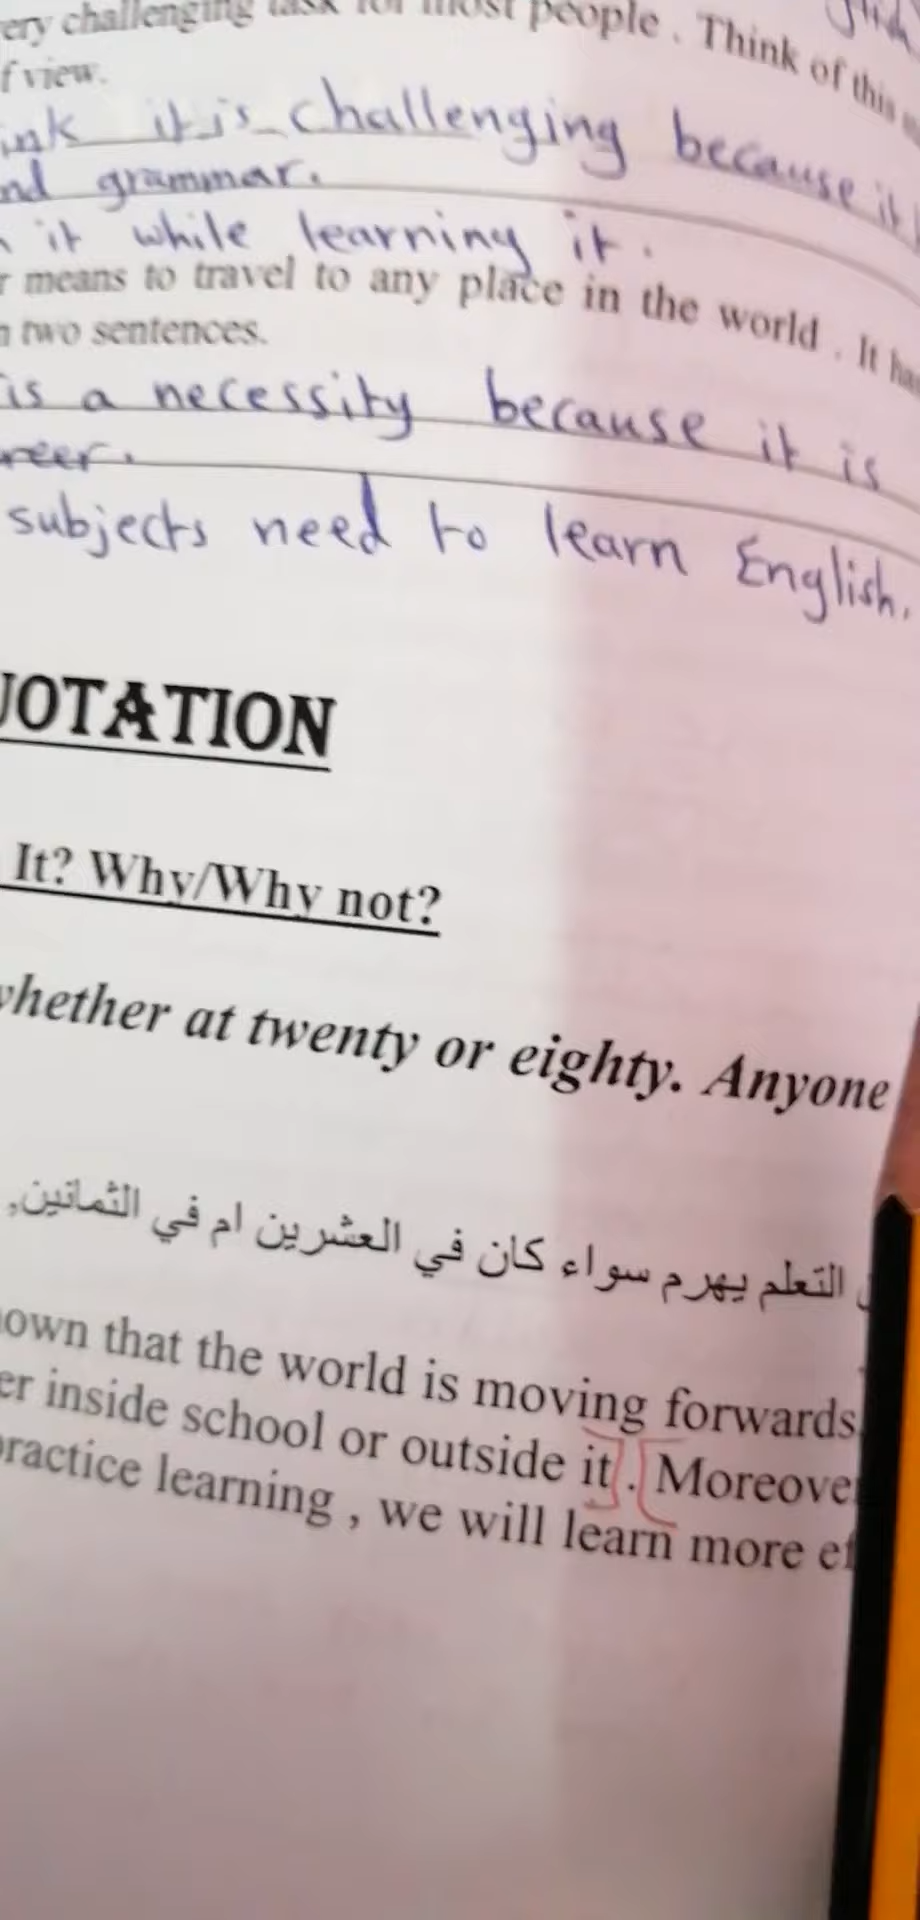 challenging task for most people . Think of this
f view.
ink it is challenging because it
nd grammar.
it while learning it.
r means to travel to any place in the world . It has
n two sentences.
is a necessity because it is
reer.
subjects need to learn English.
UOTATION
It? Why/Why not?
whether at twenty or eighty. Anyone
التعلم يهرم سواء كان في العشرين ام في الثمانين,
own that the world is moving forwards
er inside school or outside it . Moreove
practice learning , we will learn more ef